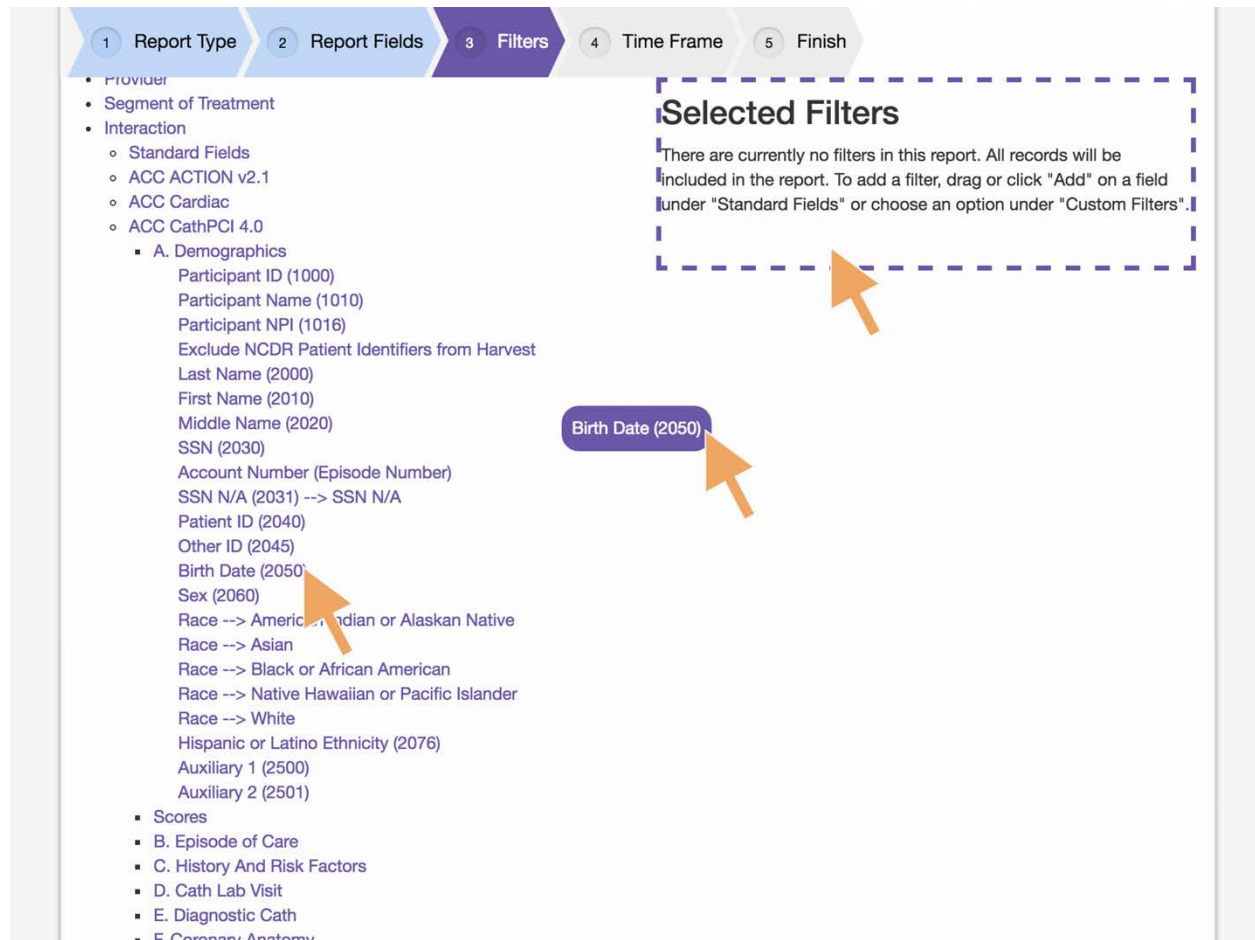 1 Report Type 2 Report Fields 3 Filters 4 Time Frame 5 Finish
Provider
Segment of Treatment
Interaction
Standard Fields
ACC ACTION v2.1
ACC Cardiac
ACC CathPCI 4.0
A. Demographics
Participant ID (1000)
Participant Name (1010)
Participant NPI (1016)
Exclude NCDR Patient Identifiers from Harvest
Last Name (2000)
First Name (2010)
Middle Name (2020)
SSN (2030)
Account Number (Episode Number)
SSN N/A (2031) --> SSN N/A
Patient ID (2040)
Other ID (2045)
Birth Date (2050)
Sex (2060)
Race --> American Indian or Alaskan Native
Race --> Asian
Race --> Black or African American
Race --> Native Hawaiian or Pacific Islander
Race --> White
Hispanic or Latino Ethnicity (2076)
Auxiliary 1 (2500)
Auxiliary 2 (2501)
Scores
B. Episode of Care
C. History And Risk Factors
D. Cath Lab Visit
E. Diagnostic Cath
F. Coronary Anatomy
Selected Filters
There are currently no filters in this report. All records will be
included in the report. To add a filter, drag or click "Add" on a field
under "Standard Fields" or choose an option under "Custom Filters".
Birth Date (2050)